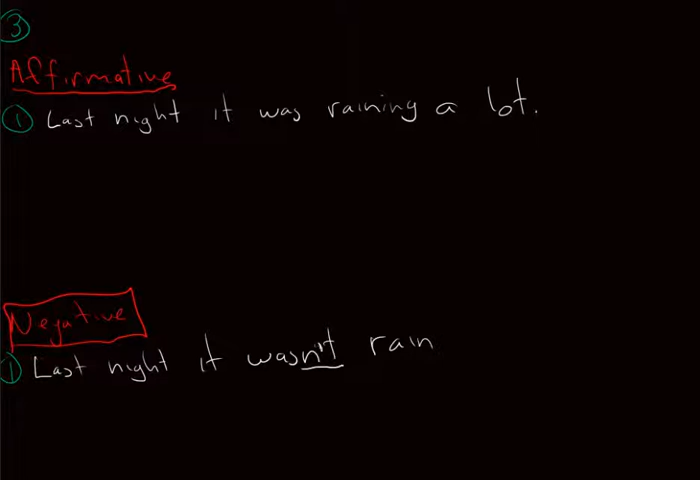 3
Affirmative
1 Last night it was raining a lot.
Negative
1 Last night it wasn't rain